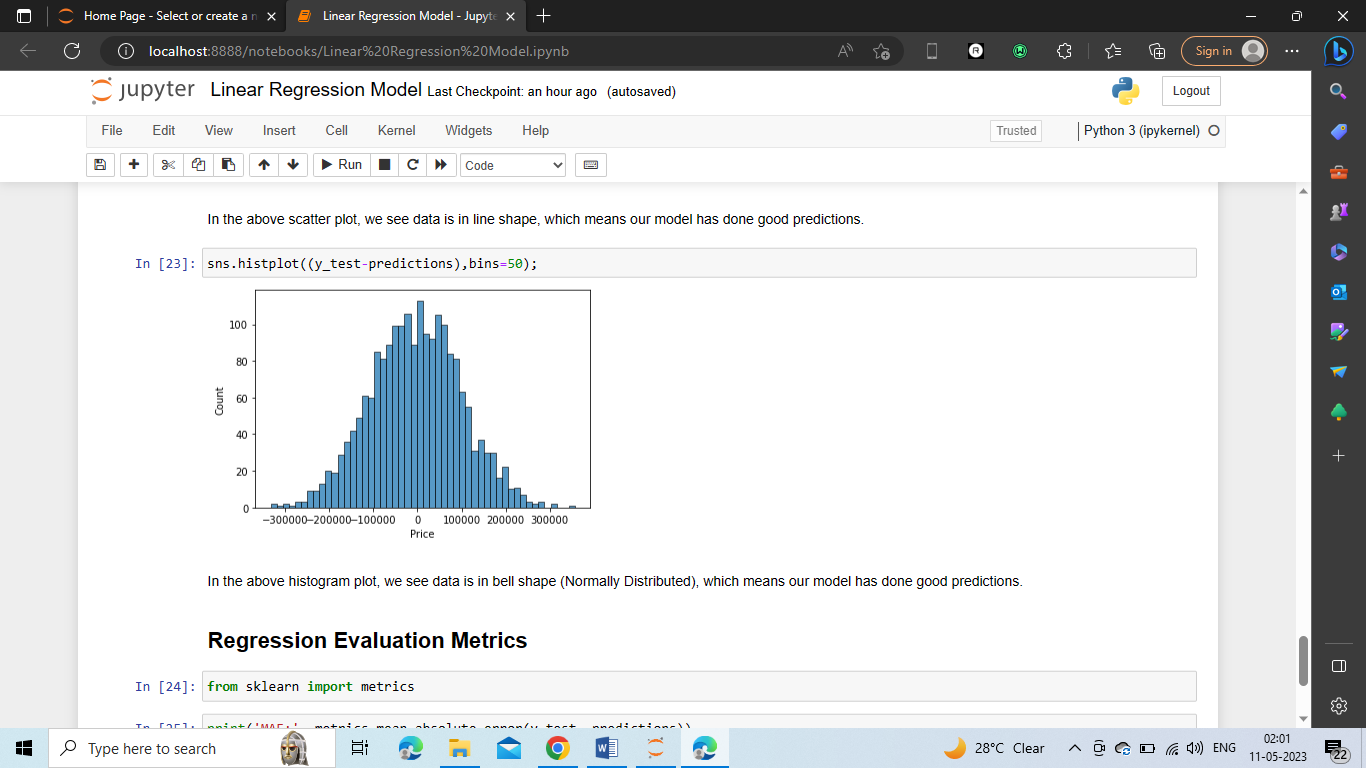 Home Page - Select or create a n
Linear Regression Model - Jupyte
localhost:8888/notebooks/Linear%20Regression%20Model.ipynb
Sign in
jupyter Linear Regression Model Last Checkpoint: an hour ago (autosaved)
Logout
File Edit View Insert Cell Kernel Widgets Help
Trusted
Python 3 (ipykernel)
Run
Code
In the above scatter plot, we see data is in line shape, which means our model has done good predictions.
In [23]: sns.histplot((y_test-predictions),bins=50);
100
80
60
40
20
0
Count
−300000 −200000 −100000 0 100000 200000 300000
Price
In the above histogram plot, we see data is in bell shape (Normally Distributed), which means our model has done good predictions.
Regression Evaluation Metrics
In [24]: from sklearn import metrics
In [25]: print('MAE:', metrics.mean_absolute_error(y_test, predictions))
Type here to search
28°C Clear
ENG
02:01
11-05-2023
22